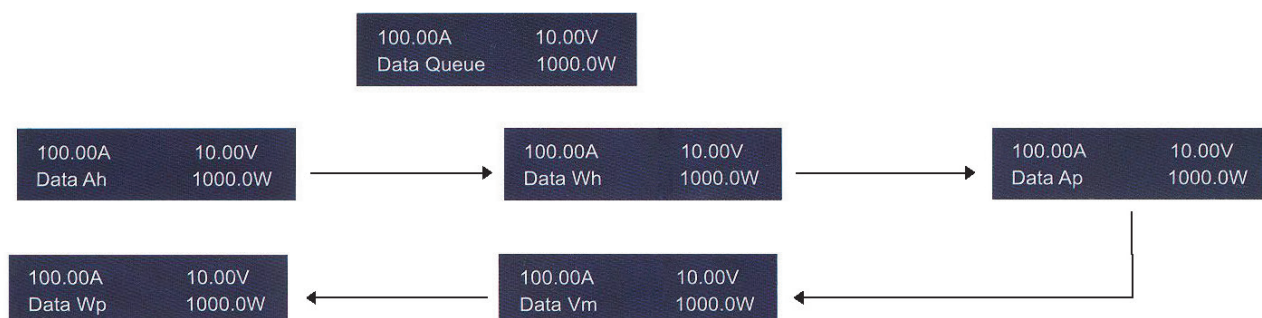 100.00A 10.00V
Data Queue 1000.0W
100.00A 10.00V
Data Ah 1000.0W
100.00A 10.00V
Data Wh 1000.0W
100.00A 10.00V
Data Ap 1000.0W
100.00A 10.00V
Data Vm 1000.0W
100.00A 10.00V
Data Wp 1000.0W